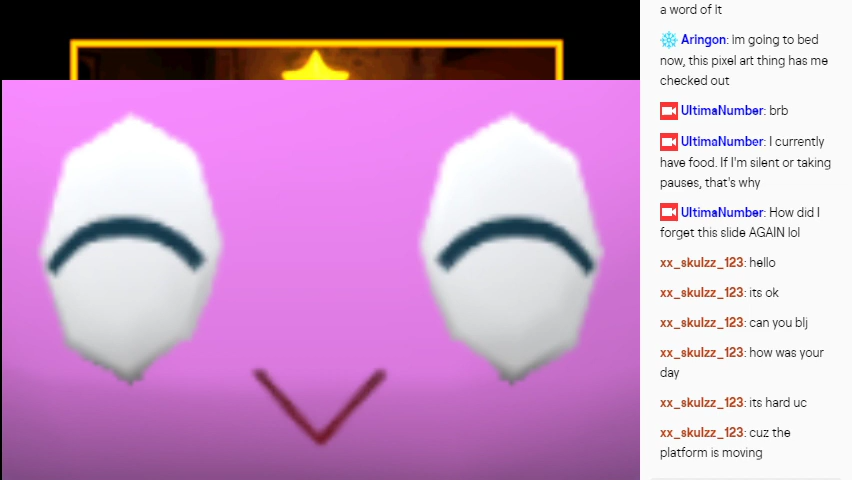 a word of It
Aringon: Im going to bed
now, this pixel art thing has me
checked out
UltimaNumber: brb
UltimaNumber: I currently
have food. If I'm silent or taking
pauses, that's why
UltimaNumber: How did I
forget this slide AGAIN lol
xx_skulzz_123: hello
xx_skulzz_123: its ok
xx_skulzz_123: can you blj
xx_skulzz_123: how was your
day
xx_skulzz_123: its hard uc
xx_skulzz_123: cuz the
platform is moving